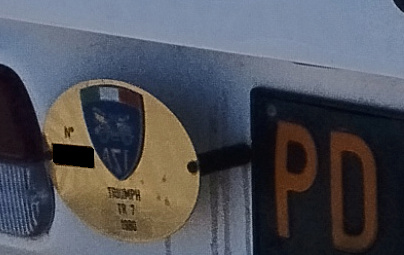 N°
ASI
TRIUMPH
TR 7
1980
PD